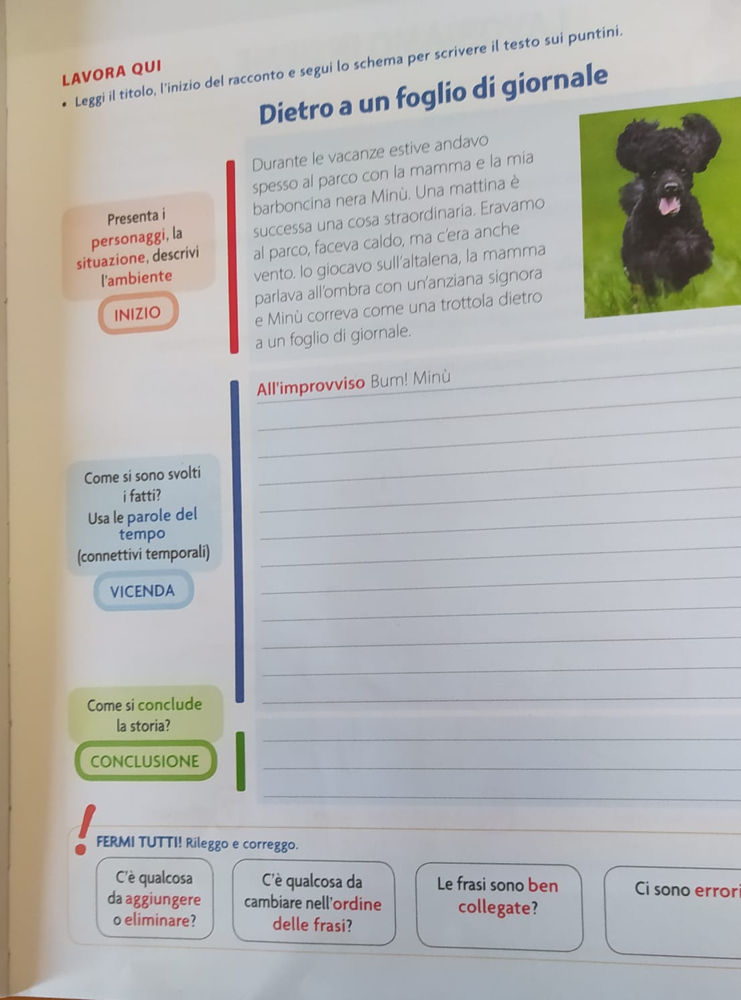 LAVORA QUI
• Leggi il titolo, l'inizio del racconto e segui lo schema per scrivere il testo sui puntini.
Dietro a un foglio di giornale
Durante le vacanze estive andavo
spesso al parco con la mamma e la mia
barboncina nera Minù. Una mattina è
successa una cosa straordinaria. Eravamo
al parco, faceva caldo, ma c'era anche
vento. Io giocavo sull'altalena, la mamma
parlava all'ombra con un'anziana signora
e Minù correva come una trottola dietro
a un foglio di giornale.
Presenta i
personaggi, la
situazione, descrivi
l'ambiente
INIZIO
All'improvviso Bum! Minù
Come si sono svolti
i fatti?
Usa le parole del
tempo
(connettivi temporali)
VICENDA
Come si conclude
la storia?
CONCLUSIONE
! FERMI TUTTI! Rileggo e correggo.
C'è qualcosa
da aggiungere
o eliminare?
C'è qualcosa da
cambiare nell'ordine
delle frasi?
Le frasi sono ben
collegate?
Ci sono errori